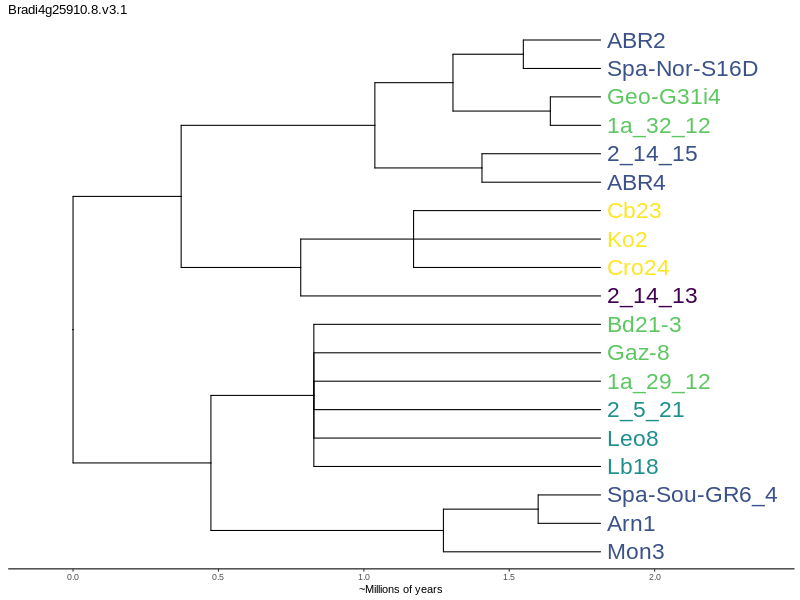 Bradi4g25910.8.v3.1
ABR2
Spa-Nor-S16D
Geo-G31i4
1a_32_12
2_14_15
ABR4
Cb23
Ko2
Cro24
2_14_13
Bd21-3
Gaz-8
1a_29_12
2_5_21
Leo8
Lb18
Spa-Sou-GR6_4
Arn1
Mon3
0.0 0.5 1.0 1.5 2.0
~Millions of years